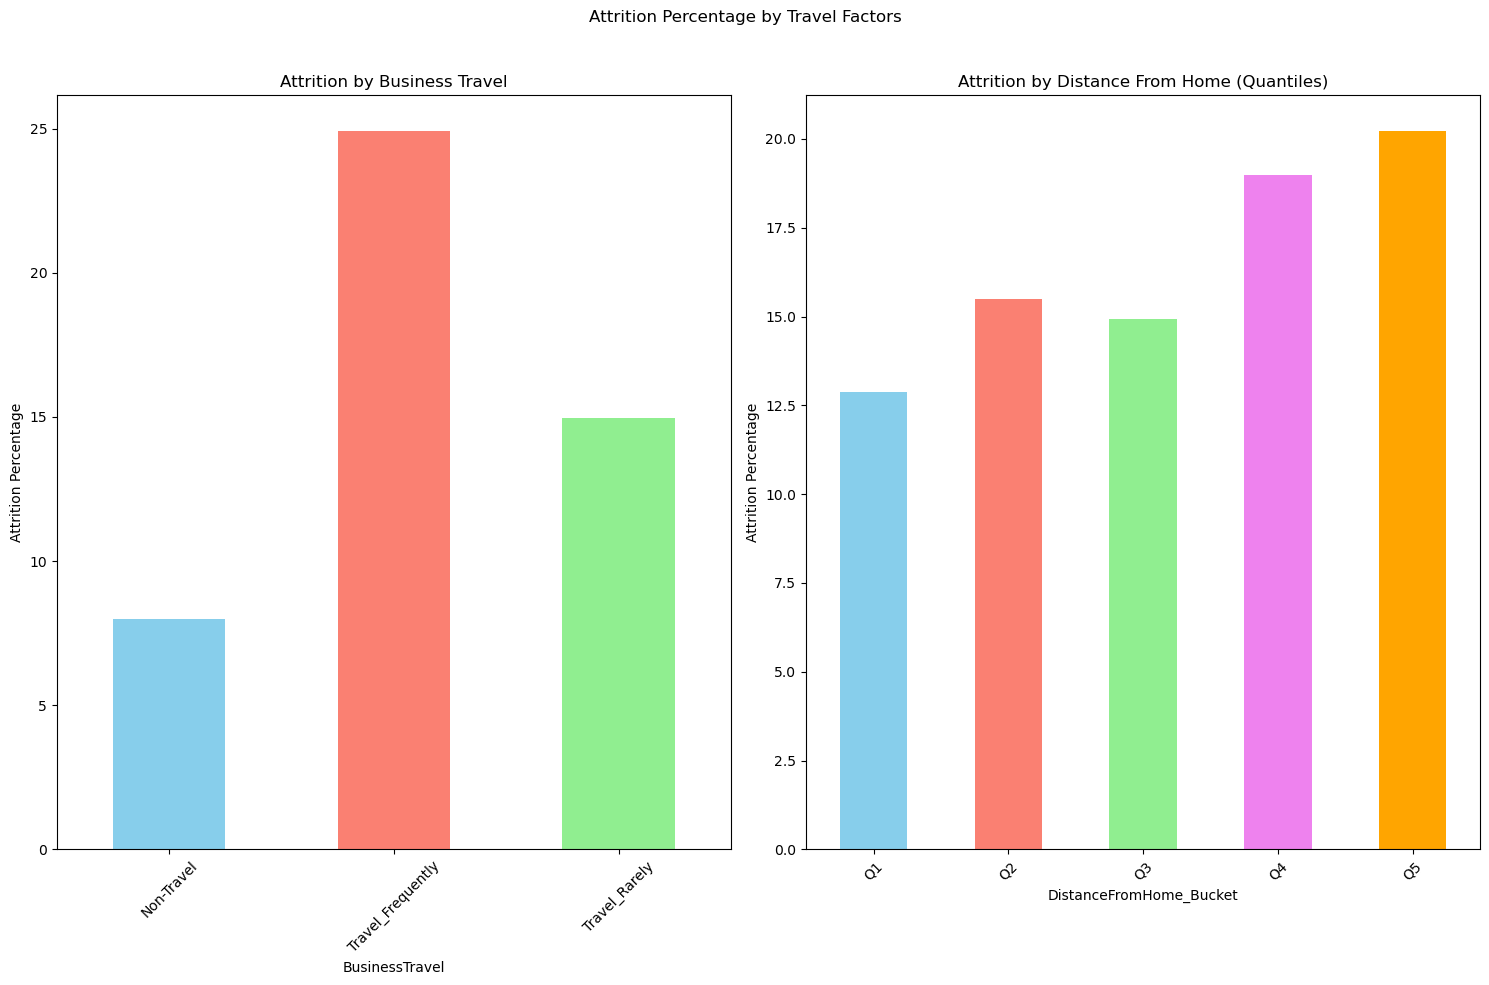 Attrition Percentage by Travel Factors
Attrition by Business Travel
Attrition Percentage
25
20
15
10
5
0
Non-Travel
Travel_Frequently
Travel_Rarely
BusinessTravel
Attrition by Distance From Home (Quantiles)
Attrition Percentage
20.0
17.5
15.0
12.5
10.0
7.5
5.0
2.5
0.0
Q1
Q2
Q3
Q4
Q5
DistanceFromHome_Bucket